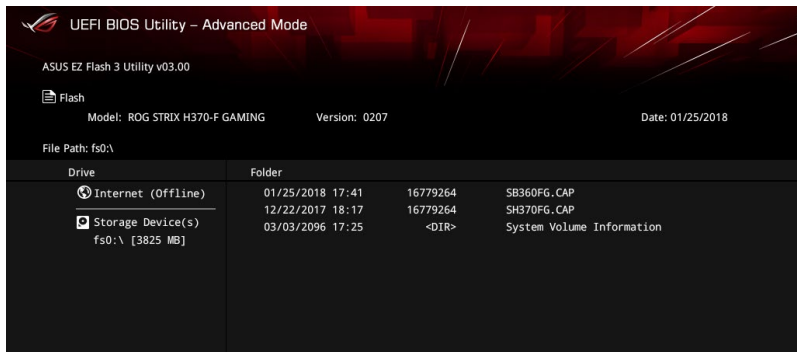 UEFI BIOS Utility – Advanced Mode
ASUS EZ Flash 3 Utility v03.00
Flash
Model: ROG STRIX H370-F GAMING Version: 0207 Date: 01/25/2018
File Path: fs0:\
Drive Folder
Internet (Offline) 01/25/2018 17:41 16779264 SB360FG.CAP
12/22/2017 18:17 16779264 SH370FG.CAP
Storage Device(s) 03/03/2096 17:25 <DIR> System Volume Information
fs0:\ [3825 MB]